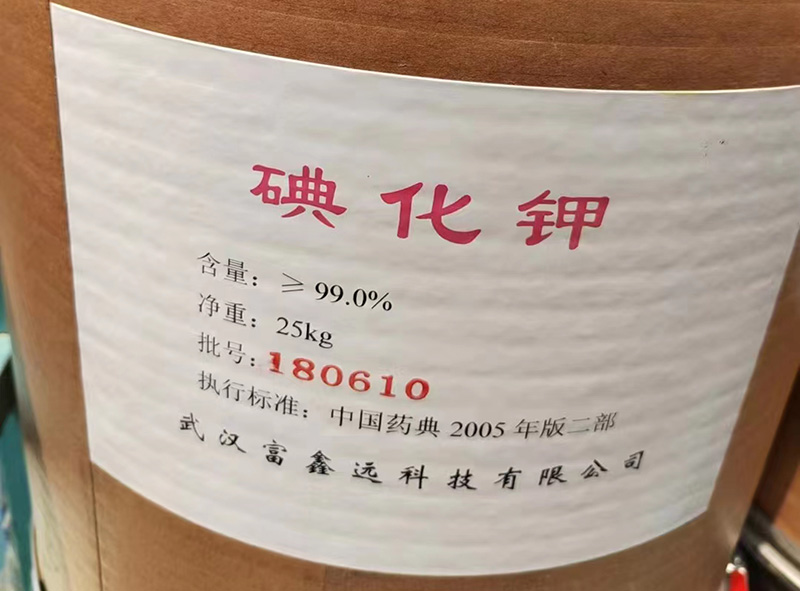 碘化钾
含量：≥ 99.0%
净重：25kg
批号：180610
执行标准：中国药典 2005 年版二部
武汉富鑫远科技有限公司